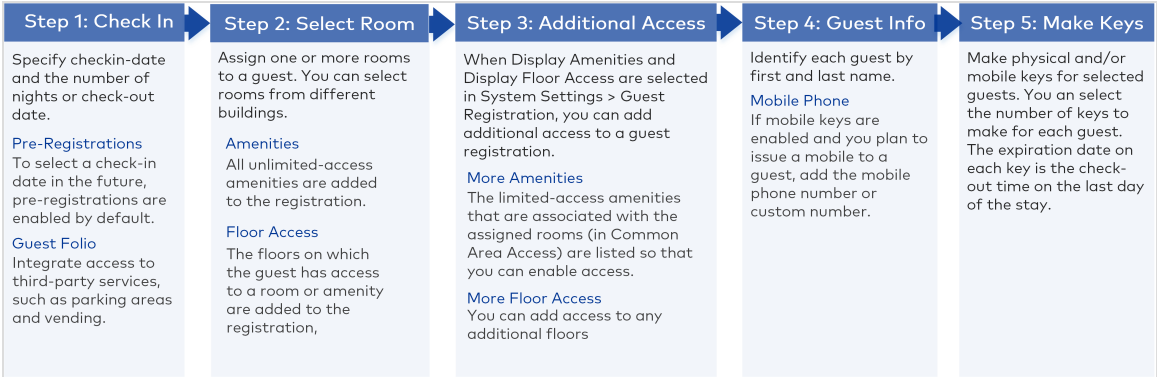 Step 1: Check In
Specify checkin-date
and the number of
nights or check-out
date.
Pre-Registrations
To select a check-in
date in the future,
pre-registrations are
enabled by default.
Guest Folio
Integrate access to
third-party services,
such as parking areas
and vending.
Step 2: Select Room
Assign one or more rooms
to a guest. You can select
rooms from different
buildings.
Amenities
All unlimited-access
amenities are added
to the registration.
Floor Access
The floors on which
the guest has access
to a room or amenity
are added to the
registration,
Step 3: Additional Access
When Display Amenities and
Display Floor Access are selected
in System Settings > Guest
Registration, you can add
additional access to a guest
registration.
More Amenities
The limited-access amenities
that are associated with the
assigned rooms (in Common
Area Access) are listed so that
you can enable access.
More Floor Access
You can add access to any
additional floors
Step 4: Guest Info
Identify each guest by
first and last name.
Mobile Phone
If mobile keys are
enabled and you plan to
issue a mobile to a
guest, add the mobile
phone number or
custom number.
Step 5: Make Keys
Make physical and/or
mobile keys for selected
guests. You an select
the number of keys to
make for each guest.
The expiration date on
each key is the check-
out time on the last day
of the stay.